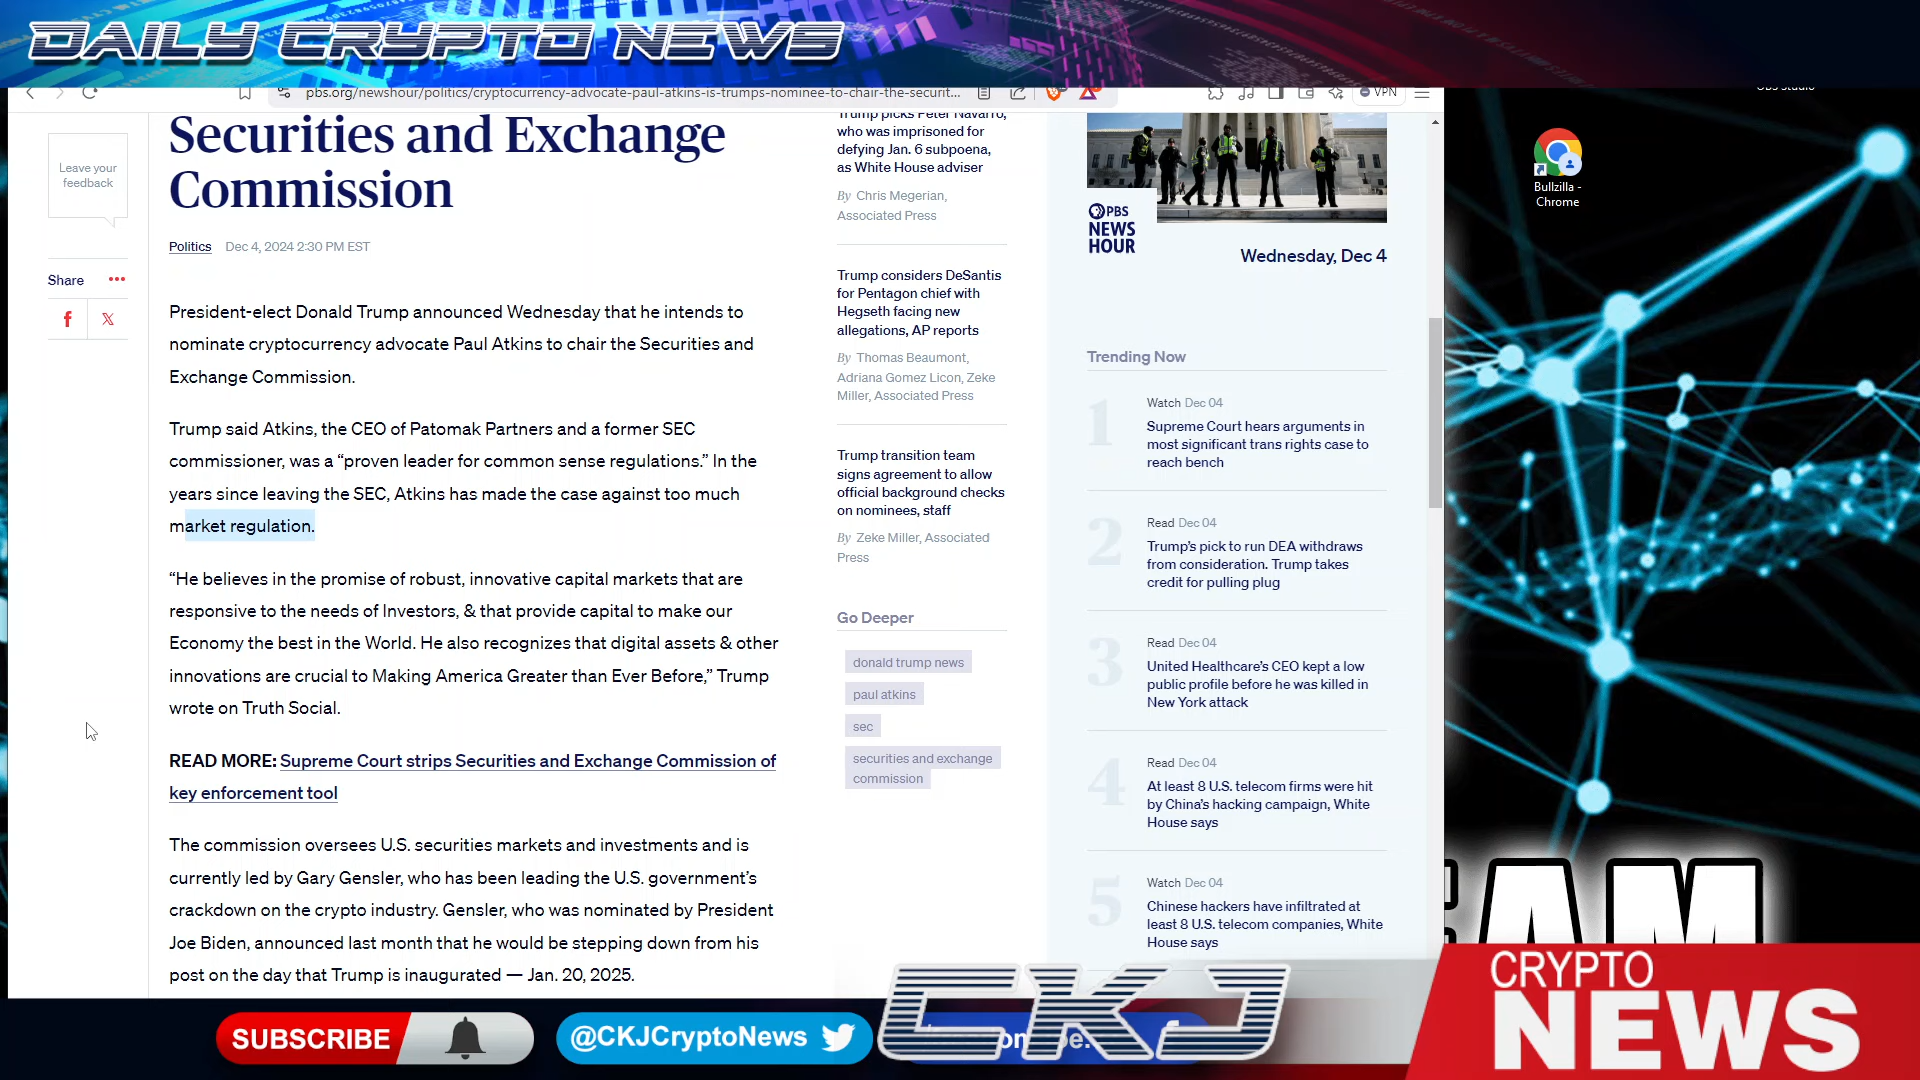 DAILY CRYPTO NEWS
pbs.org/newshour/politics/cryptocurrency-advocate-paul-atkins-is-trumps-nominee-to-chair-the-securit...
VPN
OBS Studio
Leave your
feedback
Share
Securities and Exchange
Commission
Politics Dec 4, 2024 2:30 PM EST
President-elect Donald Trump announced Wednesday that he intends to
nominate cryptocurrency advocate Paul Atkins to chair the Securities and
Exchange Commission.
Trump said Atkins, the CEO of Patomak Partners and a former SEC
commissioner, was a “proven leader for common sense regulations.” In the
years since leaving the SEC, Atkins has made the case against too much
market regulation.
“He believes in the promise of robust, innovative capital markets that are
responsive to the needs of Investors, & that provide capital to make our
Economy the best in the World. He also recognizes that digital assets & other
innovations are crucial to Making America Greater than Ever Before,” Trump
wrote on Truth Social.
READ MORE: Supreme Court strips Securities and Exchange Commission of
key enforcement tool
The commission oversees U.S. securities markets and investments and is
currently led by Gary Gensler, who has been leading the U.S. government’s
crackdown on the crypto industry. Gensler, who was nominated by President
Joe Biden, announced last month that he would be stepping down from his
post on the day that Trump is inaugurated — Jan. 20, 2025.
Trump picks Peter Navarro,
who was imprisoned for
defying Jan. 6 subpoena,
as White House adviser
By Chris Megerian,
Associated Press
Trump considers DeSantis
for Pentagon chief with
Hegseth facing new
allegations, AP reports
By Thomas Beaumont,
Adriana Gomez Licon, Zeke
Miller, Associated Press
Trump transition team
signs agreement to allow
official background checks
on nominees, staff
By Zeke Miller, Associated
Press
Go Deeper
donald trump news
paul atkins
sec
securities and exchange
commission
PBS
NEWS
HOUR
Wednesday, Dec 4
Trending Now
1
Watch Dec 04
Supreme Court hears arguments in
most significant trans rights case to
reach bench
2
Read Dec 04
Trump’s pick to run DEA withdraws
from consideration. Trump takes
credit for pulling plug
3
Read Dec 04
United Healthcare’s CEO kept a low
public profile before he was killed in
New York attack
4
Read Dec 04
At least 8 U.S. telecom firms were hit
by China’s hacking campaign, White
House says
5
Watch Dec 04
Chinese hackers have infiltrated at
least 8 U.S. telecom companies, White
House says
Bullzilla -
Chrome
SUBSCRIBE
@CKJCryptoNews
CKJ
CRYPTO
NEWS